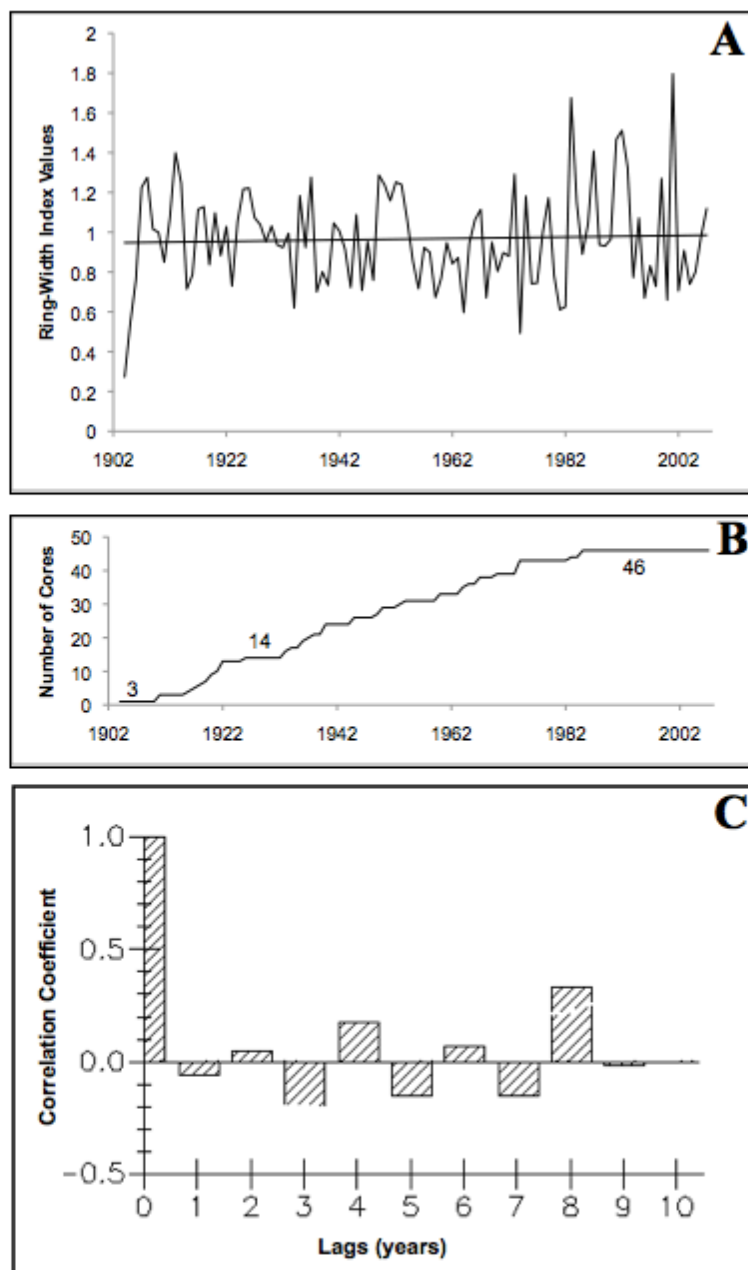 A
Ring-Width Index Values
2
1.8
1.6
1.4
1.2
1
0.8
0.6
0.4
0.2
0
1902 1922 1942 1962 1982 2002
B
Number of Cores
50
40
30
20
10
0
3
14
46
1902 1922 1942 1962 1982 2002
C
Correlation Coefficient
1.0
0.5
0.0
-0.5
0 1 2 3 4 5 6 7 8 9 10
Lags (years)